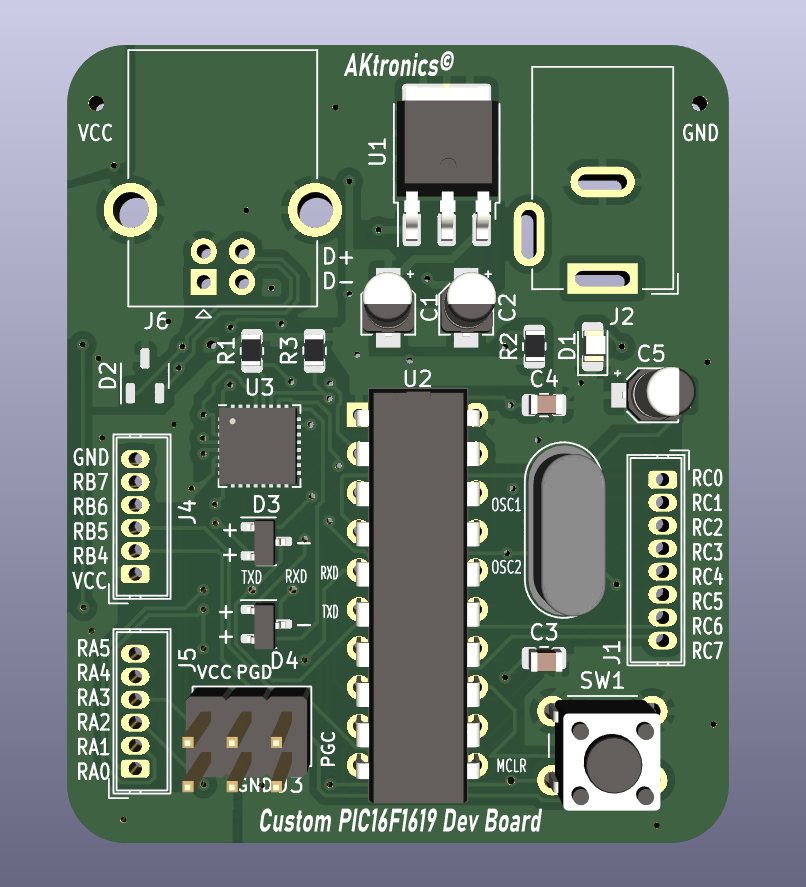 AKtronics©
VCC
GND
U1
D+
D-
J6
C1
C2
J2
R1
R3
R2
D1
C5
D2
U3
U2
C4
GND
RB7
RB6
RB5
RB4
VCC
J4
D3
+
+
-
TXD
RXD
RXD
TXD
OSC1
OSC2
RC0
RC1
RC2
RC3
RC4
RC5
RC6
RC7
J1
+
+
-
D4
C3
SW1
RA5
RA4
RA3
RA2
RA1
RA0
J5
VCC PGD
PGC
GND
MCLR
Custom PIC16F1619 Dev Board